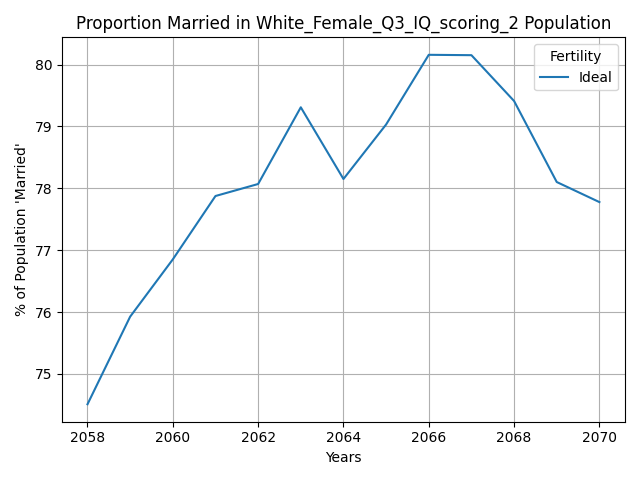 Proportion Married in White_Female_Q3_IQ_scoring_2 Population
Fertility
Ideal
% of Population 'Married'
80
79
78
77
76
75
2058
2060
2062
2064
2066
2068
2070
Years